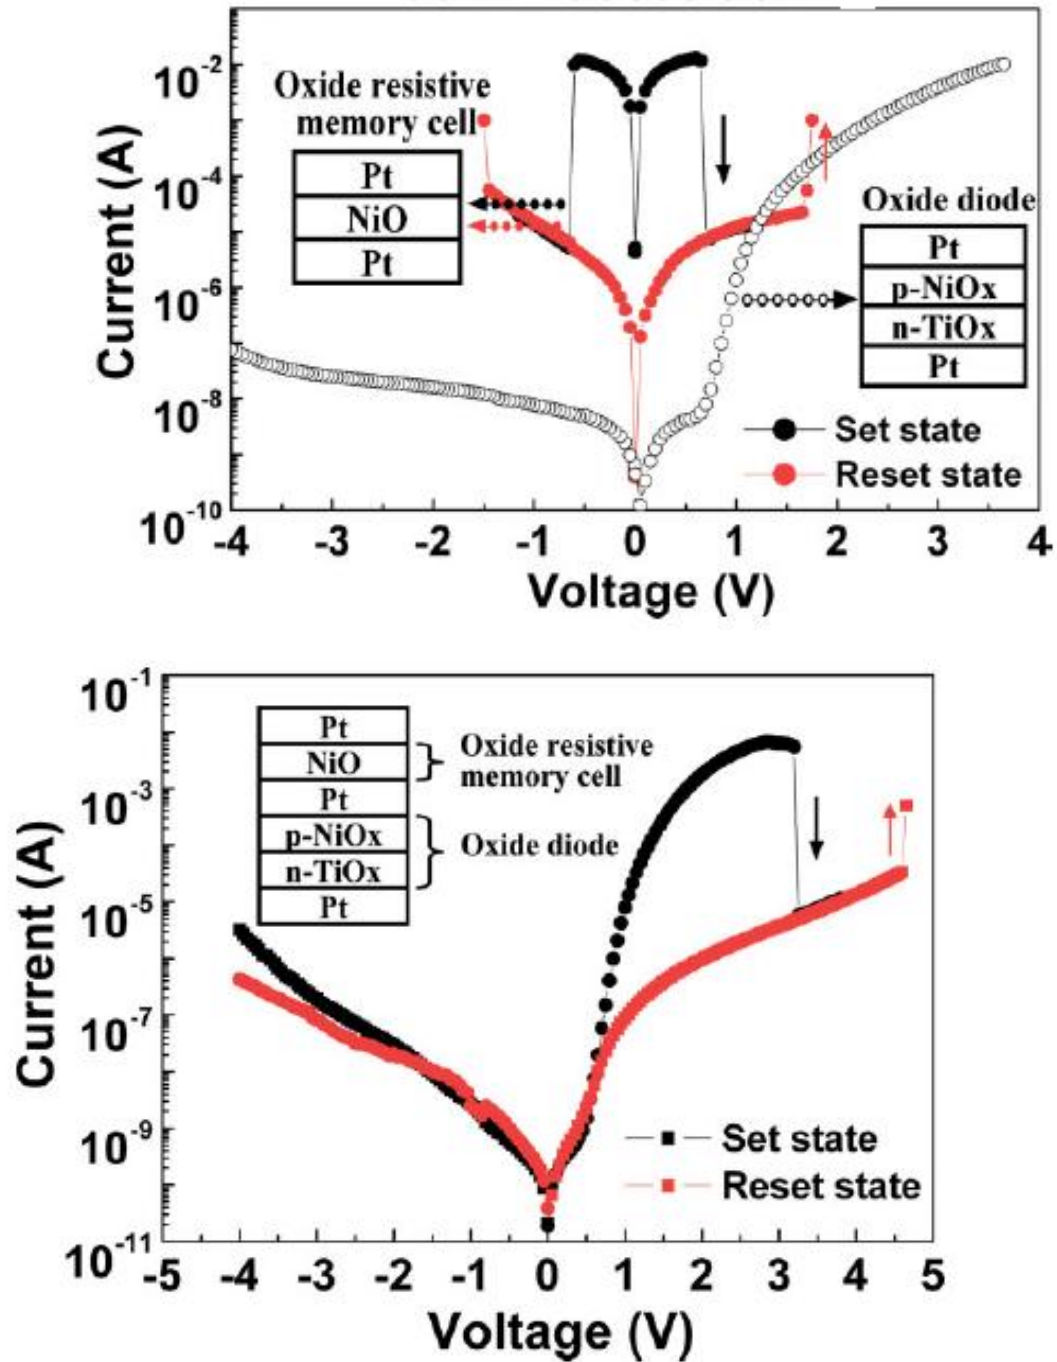 10^-2
10^-4
10^-6
10^-8
10^-10
Current (A)
Oxide resistive
memory cell
Pt
NiO
Pt
Oxide diode
Pt
p-NiOx
n-TiOx
Pt
Set state
Reset state
-4 -3 -2 -1 0 1 2 3 4
Voltage (V)
10^-1
10^-3
10^-5
10^-7
10^-9
10^-11
Current (A)
Pt
NiO
Pt
p-NiOx
n-TiOx
Pt
Oxide resistive
memory cell
Oxide diode
Set state
Reset state
-5 -4 -3 -2 -1 0 1 2 3 4 5
Voltage (V)